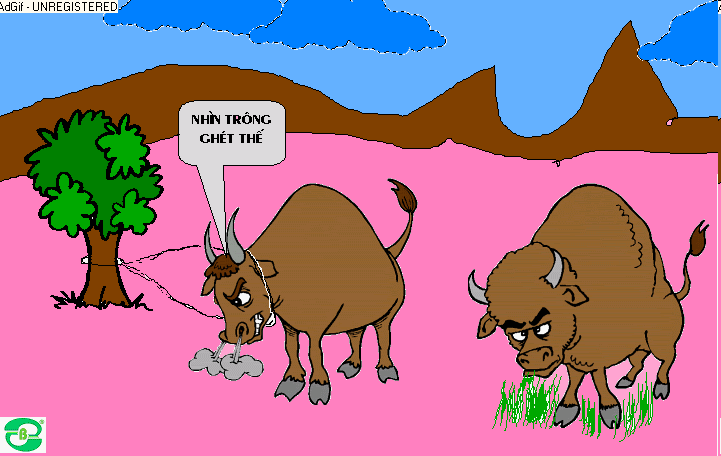 AdGif - UNREGISTERED
NHÌN TRÔNG
GHÉT THẾ
B